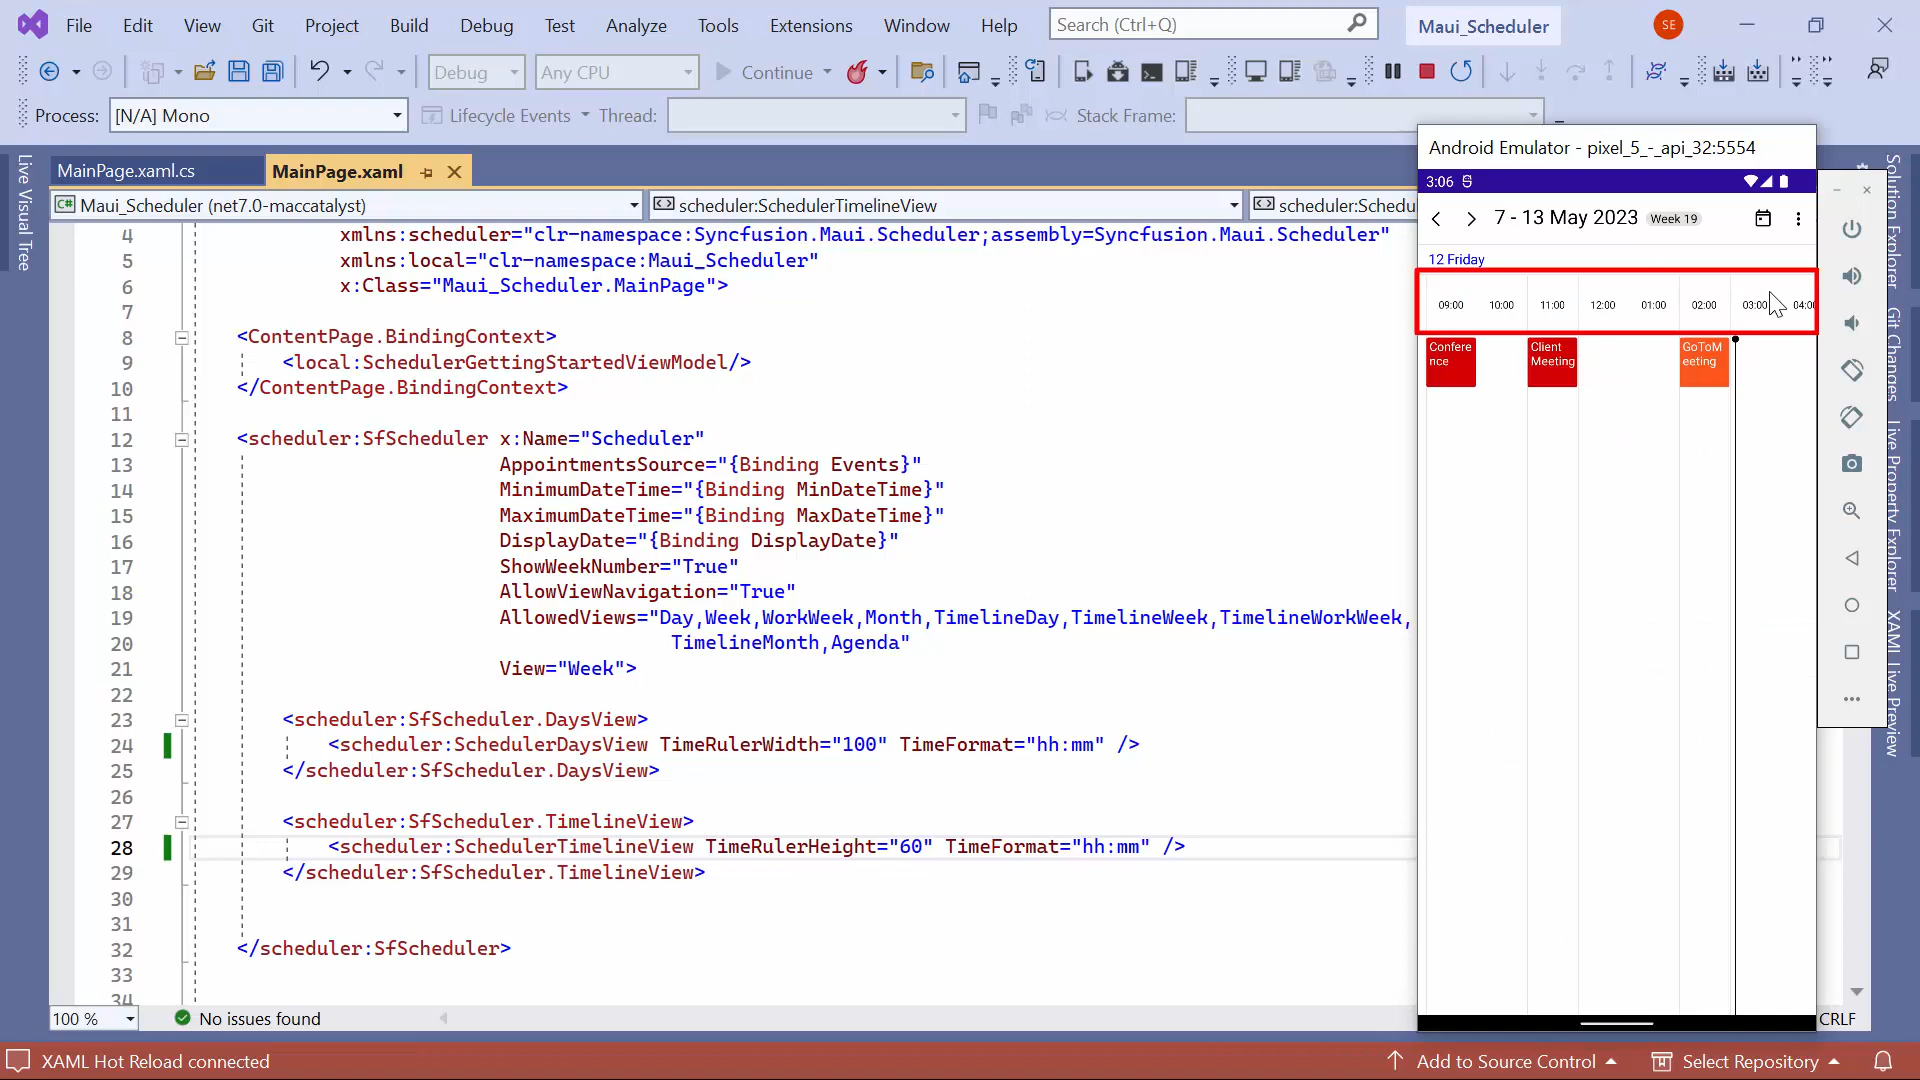 File Edit View Git Project Build Debug Test Analyze Tools Extensions Window Help Search (Ctrl+Q) Maui_Scheduler SE
Debug Any CPU Continue
Process: [N/A] Mono Lifecycle Events Thread: Stack Frame:
MainPage.xaml.cs MainPage.xaml
Maui_Scheduler (net7.0-maccatalyst) scheduler:SchedulerTimelineView scheduler:Schedu
Live Visual Tree
4 xmlns:scheduler="clr-namespace:Syncfusion.Maui.Scheduler;assembly=Syncfusion.Maui.Scheduler"
5 xmlns:local="clr-namespace:Maui_Scheduler"
6 x:Class="Maui_Scheduler.MainPage">
7
8 <ContentPage.BindingContext>
9 <local:SchedulerGettingStartedViewModel/>
10 </ContentPage.BindingContext>
11
12 <scheduler:SfScheduler x:Name="Scheduler"
13 AppointmentsSource="{Binding Events}"
14 MinimumDateTime="{Binding MinDateTime}"
15 MaximumDateTime="{Binding MaxDateTime}"
16 DisplayDate="{Binding DisplayDate}"
17 ShowWeekNumber="True"
18 AllowViewNavigation="True"
19 AllowedViews="Day,Week,WorkWeek,Month,TimelineDay,TimelineWeek,TimelineWorkWeek,
20 TimelineMonth,Agenda"
21 View="Week">
22
23 <scheduler:SfScheduler.DaysView>
24 <scheduler:SchedulerDaysView TimeRulerWidth="100" TimeFormat="hh:mm" />
25 </scheduler:SfScheduler.DaysView>
26
27 <scheduler:SfScheduler.TimelineView>
28 <scheduler:SchedulerTimelineView TimeRulerHeight="60" TimeFormat="hh:mm" />
29 </scheduler:SfScheduler.TimelineView>
30
31
32 </scheduler:SfScheduler>
33
34
100 % No issues found CRLF
XAML Hot Reload connected Add to Source Control Select Repository
Android Emulator - pixel_5_-_api_32:5554
3:06
7 - 13 May 2023 Week 19
12 Friday
09:00 10:00 11:00 12:00 01:00 02:00 03:00 04:00
Confere
nce
Client
Meeting
GoToM
eeting
Solution Explorer
Git Changes
Live Property Explorer
XAML Live Preview